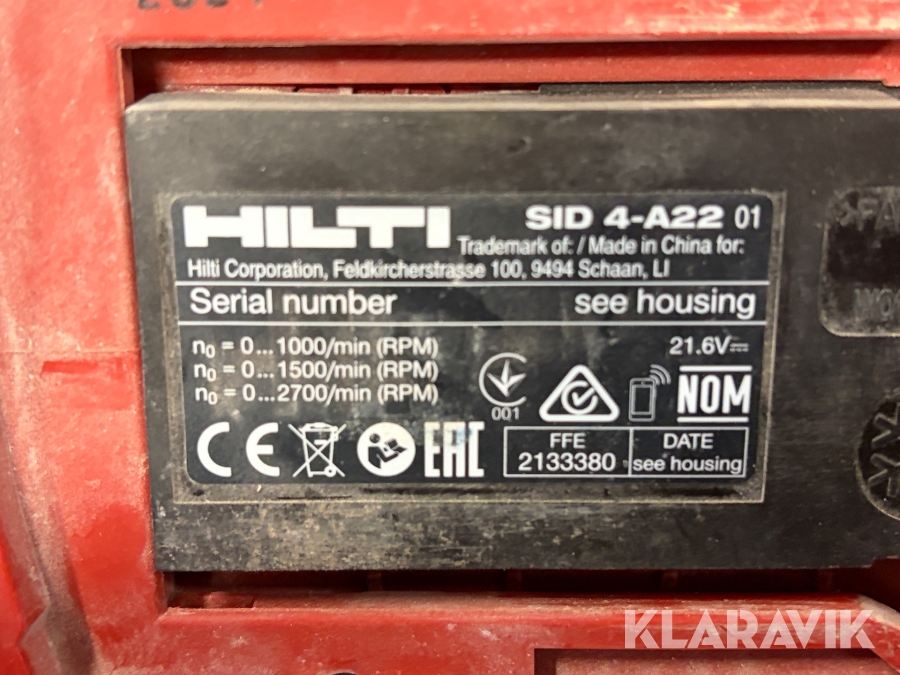 HILTI SID 4-A22 01
Trademark of: / Made in China for:
Hilti Corporation, Feldkircherstrasse 100, 9494 Schaan, LI
Serial number see housing
n₀ = 0...1000/min (RPM) 21.6V⎓
n₀ = 0...1500/min (RPM)
n₀ = 0...2700/min (RPM)
001 NOM
CE EAC
FFE DATE
2133380 see housing
KLARAVIK